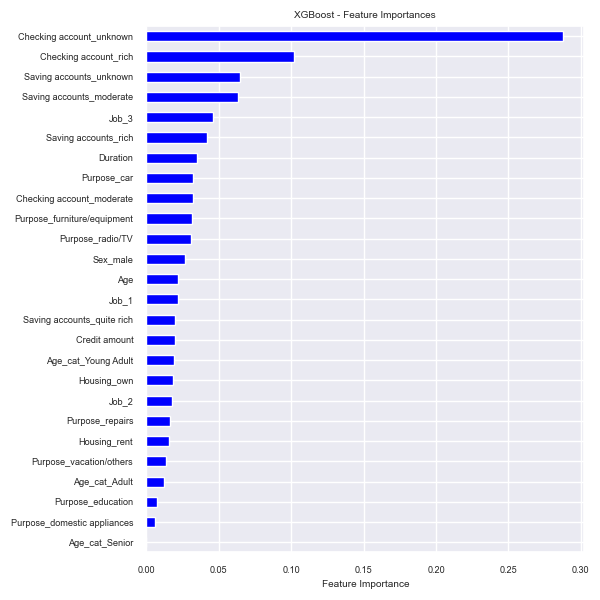 XGBoost - Feature Importances
Checking account_unknown
Checking account_rich
Saving accounts_unknown
Saving accounts_moderate
Job_3
Saving accounts_rich
Duration
Purpose_car
Checking account_moderate
Purpose_furniture/equipment
Purpose_radio/TV
Sex_male
Age
Job_1
Saving accounts_quite rich
Credit amount
Age_cat_Young Adult
Housing_own
Job_2
Purpose_repairs
Housing_rent
Purpose_vacation/others
Age_cat_Adult
Purpose_education
Purpose_domestic appliances
Age_cat_Senior
0.00 0.05 0.10 0.15 0.20 0.25 0.30
Feature Importance